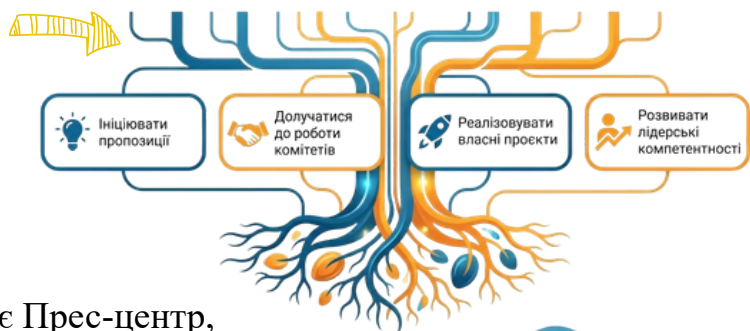 Ініціювати
пропозиції
Долучатися
до роботи
комітетів
Реалізовувати
власні проєкти
Розвивати
лідерські
компетентності
є Прес-центр,